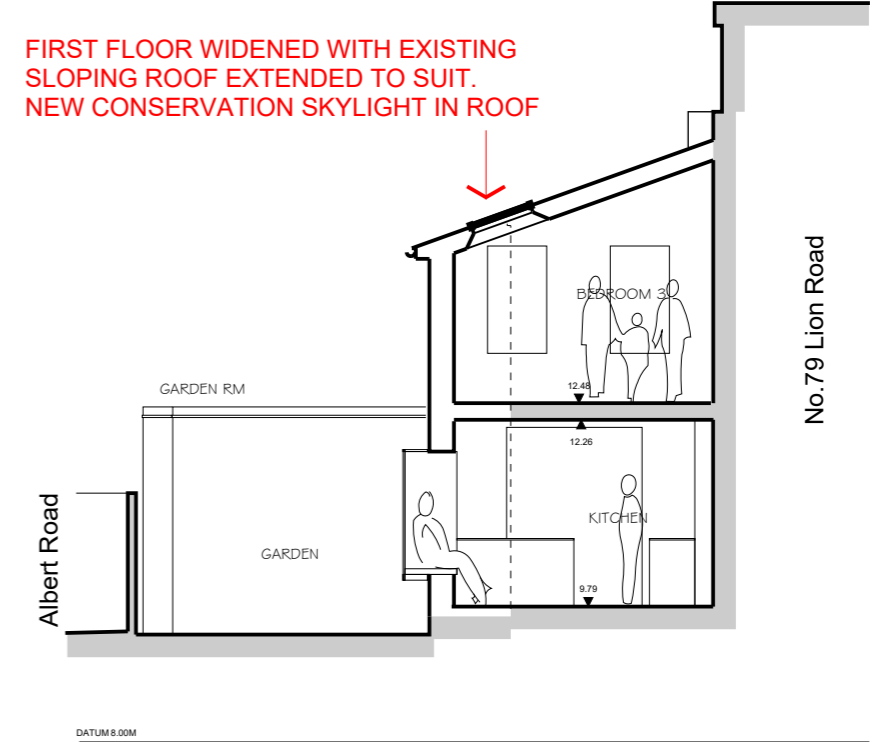 FIRST FLOOR WIDENED WITH EXISTING
SLOPING ROOF EXTENDED TO SUIT.
NEW CONSERVATION SKYLIGHT IN ROOF
BEDROOM 3
No.79 Lion Road
12.48
GARDEN RM
12.26
KITCHEN
Albert Road
GARDEN
9.79
DATUM 8.00M